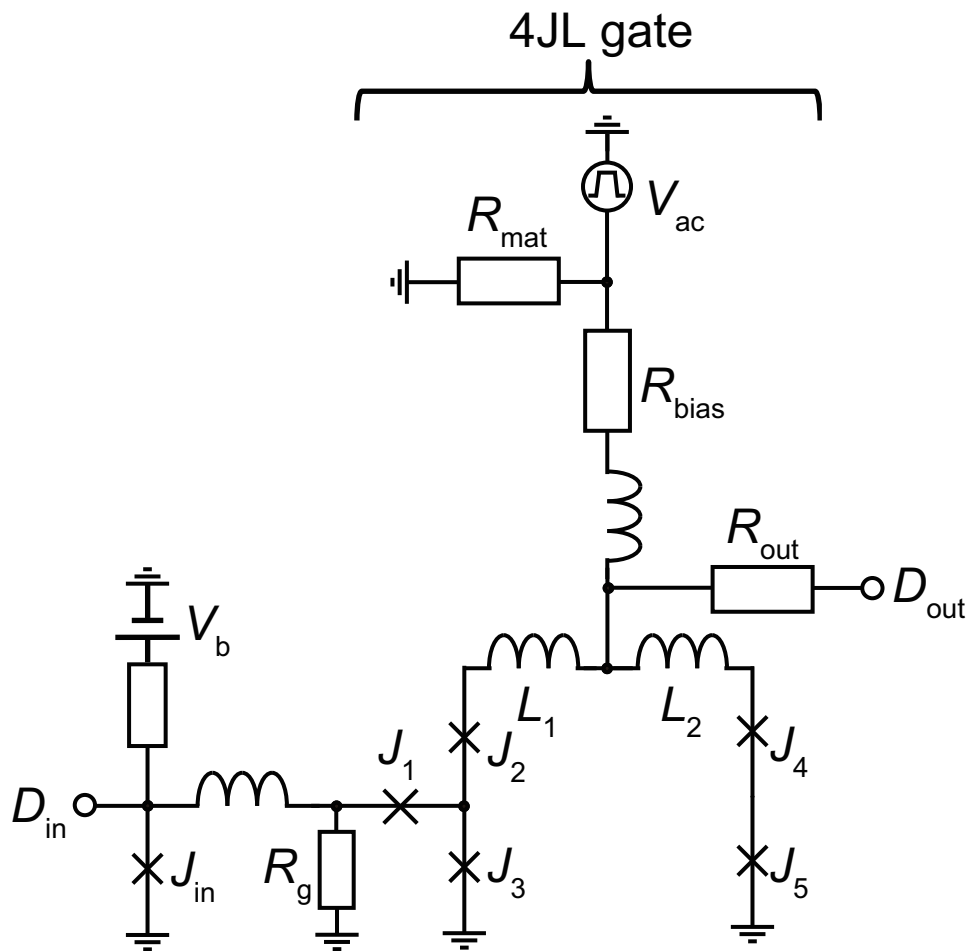 4JL gate
V_ac
R_mat
R_bias
R_out
D_out
V_b
L_1
L_2
J_1
J_2
J_4
D_in
J_in
R_g
J_3
J_5